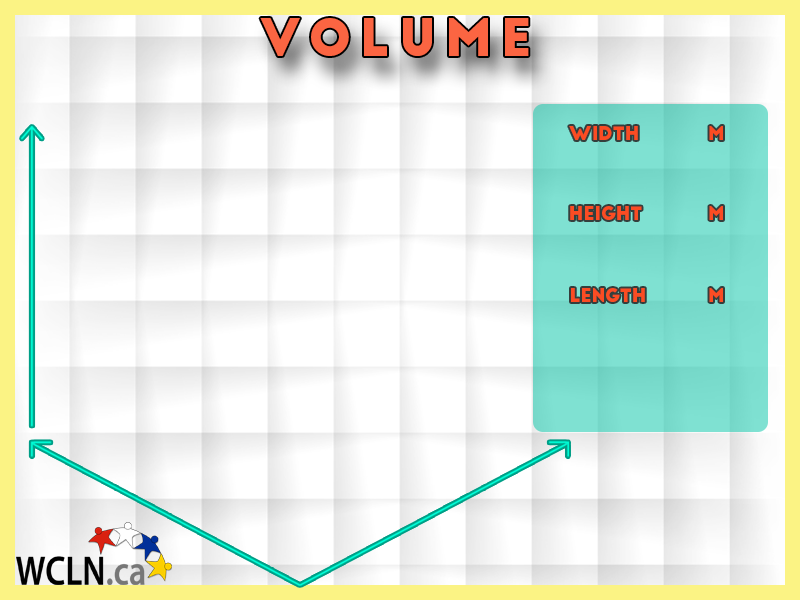 VOLUME
WIDTH M
HEIGHT M
LENGTH M
WCLN.ca